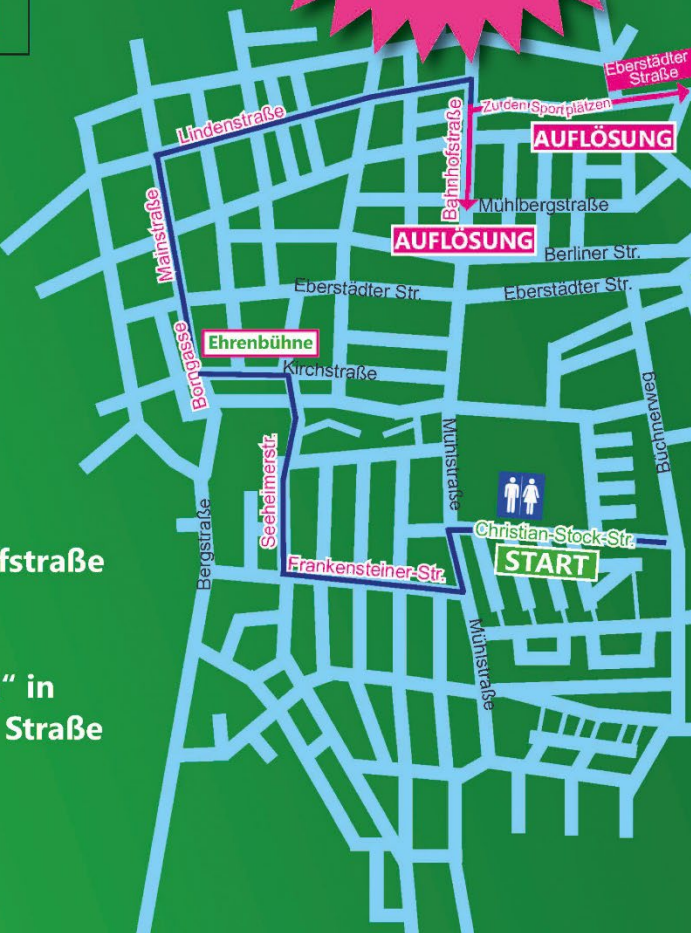 Eberstädter
Straße
Zu den Sportplätzen
AUFLÖSUNG
Lindenstraße
Bahnhofstraße
Mühlbergstraße
AUFLÖSUNG
Mainstraße
Berliner Str.
Eberstädter Str.
Eberstädter Str.
Ehrenbühne
Borngasse
Kirchstraße
Büchnerweg
Seeheimerstr.
Mühlstraße
Bergstraße
Christian-Stock-Str.
START
fstraße
Frankensteiner-Str.
Mühlstraße
“ in
Straße